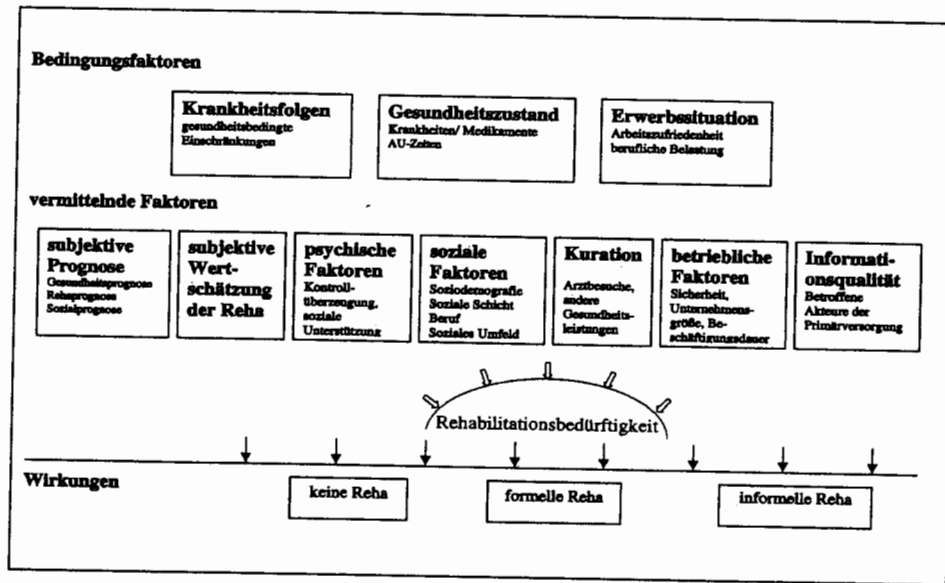 Bedingungsfaktoren
Krankheitsfolgen
gesundheitsbedingte
Einschränkungen
Gesundheitszustand
Krankheiten/ Medikamente
AU-Zeiten
Erwerbssituation
Arbeitszufriedenheit
berufliche Belastung
vermittelnde Faktoren
subjektive
Prognose
Gesundheitsprognose
Rehaprognose
Sozialprognose
subjektive
Wert-
schätzung
der Reha
psychische
Faktoren
Kontroll-
überzeugung,
soziale
Unterstützung
soziale
Faktoren
Soziodemografie
Soziale Schicht
Beruf
Soziales Umfeld
Kuration
Arztbesuche,
andere
Gesundheits-
leistungen
betriebliche
Faktoren
Sicherheit,
Unternehmens-
größe, Be-
schäftigungsdauer
Informati-
onsqualität
Betroffene
Akteure der
Primärversorgung
Rehabilitationsbedürftigkeit
Wirkungen
keine Reha
formelle Reha
informelle Reha